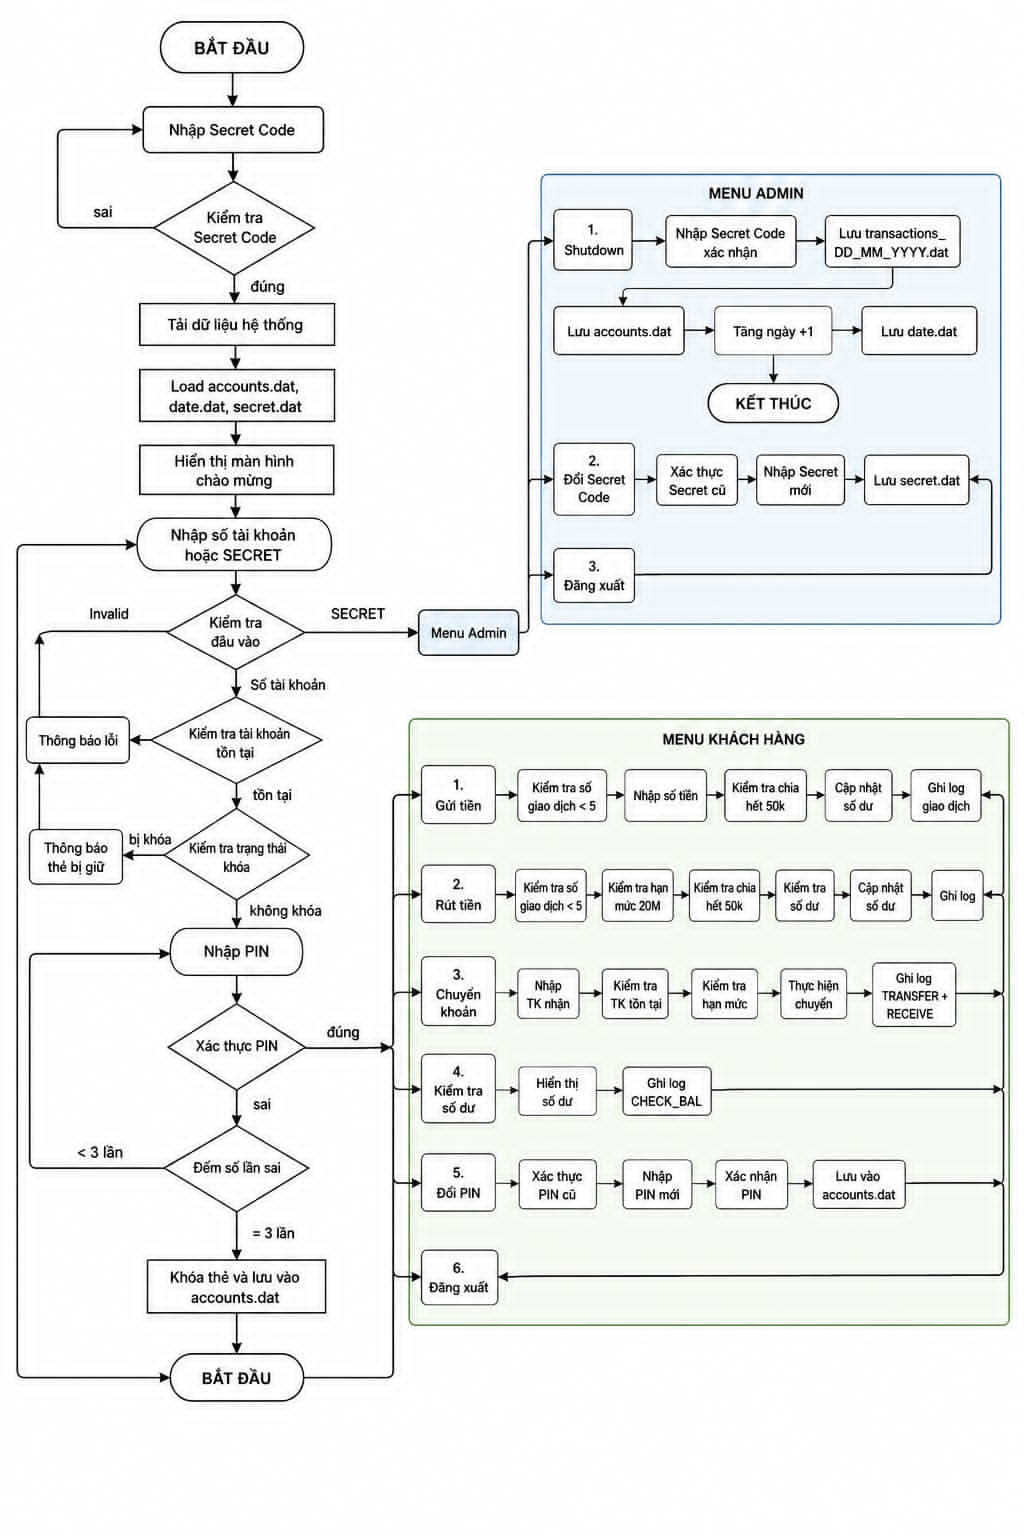 BẮT ĐẦU
Nhập Secret Code
sai
Kiểm tra
Secret Code
đúng
Tải dữ liệu hệ thống
Load accounts.dat,
date.dat, secret.dat
Hiển thị màn hình
chào mừng
Nhập số tài khoản
hoặc SECRET
Invalid
Kiểm tra
đâu vào
SECRET
Menu Admin
Số tài khoản
Thông báo lỗi
Kiểm tra tài khoản
tồn tại
tồn tại
Thông báo
thẻ bị giữ
bị khóa
Kiểm tra trạng thái
khóa
không khóa
Nhập PIN
Xác thực PIN
đúng
sai
< 3 lần
Đếm số lần sai
= 3 lần
Khóa thẻ và lưu vào
accounts.dat
BẮT ĐẦU
MENU ADMIN
1.
Shutdown
Nhập Secret Code
xác nhận
Lưu transactions_
DD_MM_YYYY.dat
Lưu accounts.dat
Tăng ngày +1
Lưu date.dat
KẾT THÚC
2.
Đổi Secret
Code
Xác thực
Secret cũ
Nhập Secret
mới
Lưu secret.dat
3.
Đăng xuất
MENU KHÁCH HÀNG
1.
Gửi tiền
Kiểm tra số
giao dịch < 5
Nhập số tiền
Kiểm tra chia
hết 50k
Cập nhật
số dư
Ghi log
giao dịch
2.
Rút tiền
Kiểm tra số
giao dịch < 5
Kiểm tra hạn
mức 20M
Kiểm tra chia
hết 50k
Kiểm tra
số dư
Cập nhật
số dư
Ghi log
3.
Chuyển
khoản
Nhập
TK nhận
Kiểm tra
TK tồn tại
Kiểm tra
hạn mức
Thực hiện
chuyển
Ghi log
TRANSFER +
RECEIVE
4.
Kiểm tra
số dư
Hiển thị
số dư
Ghi log
CHECK_BAL
5.
Đổi PIN
Xác thực
PIN cũ
Nhập
PIN mới
Xác nhận
PIN
Lưu vào
accounts.dat
6.
Đăng xuất